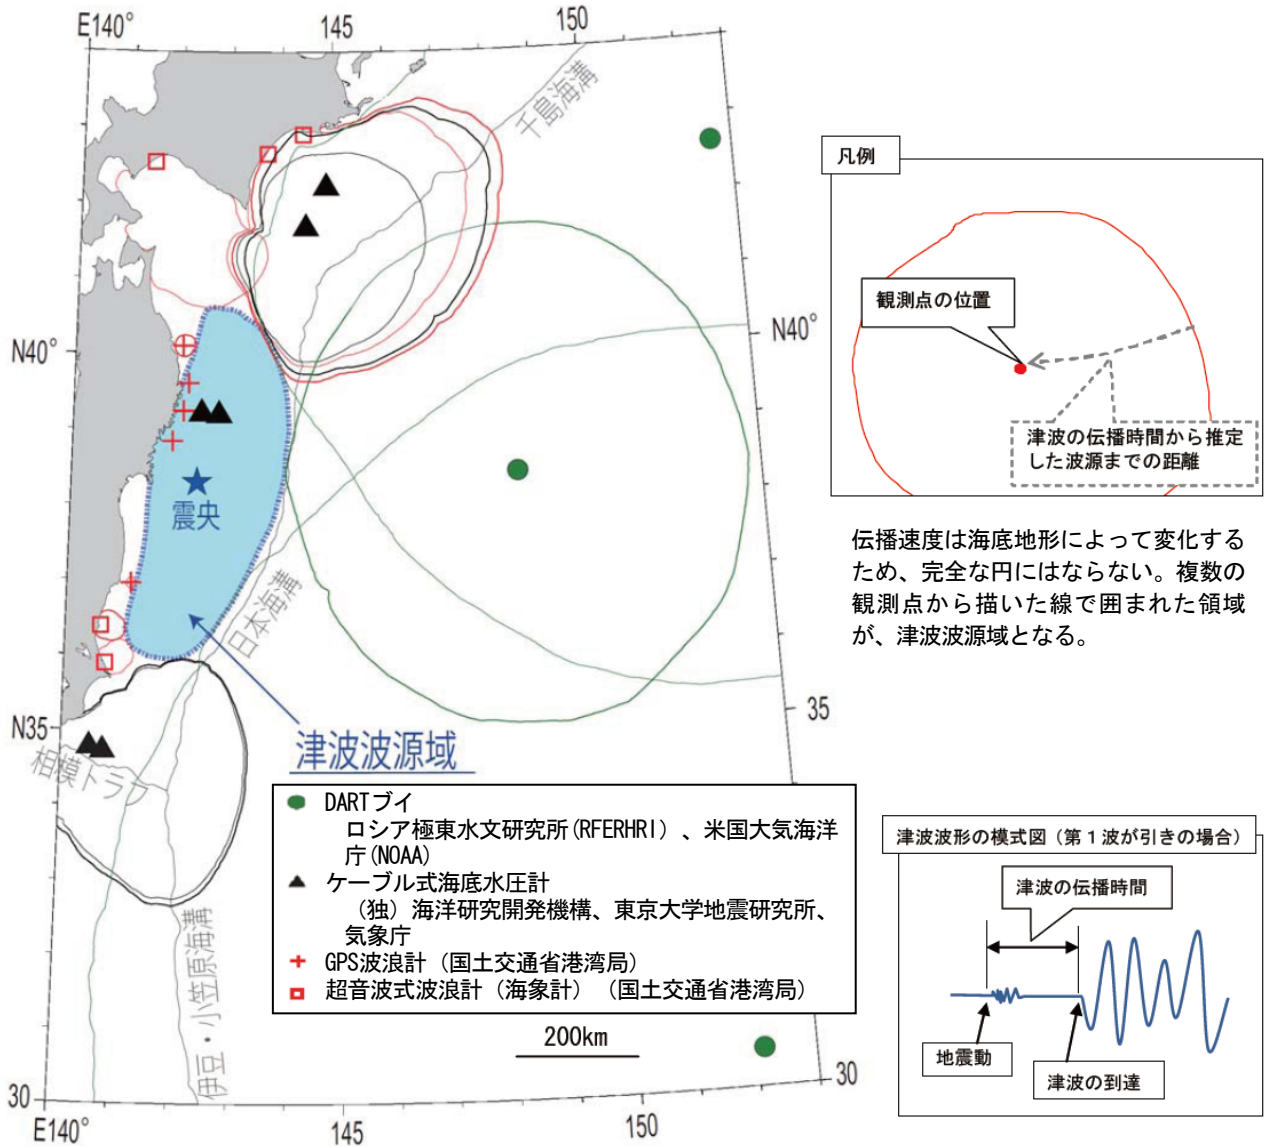 E140°
145
150
千島海溝
N40°
N40°
震央
日本海溝
35
N35°
津波波源域
相模トラフ
伊豆・小笠原海溝
DARTブイ
ロシア極東水文研究所(RFERHRI)、米国大気海洋
庁(NOAA)
ケーブル式海底水圧計
(独)海洋研究開発機構、東京大学地震研究所、
気象庁
GPS波浪計(国土交通省港湾局)
超音波式波浪計(海象計)(国土交通省港湾局)
200km
30
30
E140°
145
150
凡例
観測点の位置
津波の伝播時間から推定
した波源までの距離
伝播速度は海底地形によって変化する
ため、完全な円にはならない。複数の
観測点から描いた線で囲まれた領域
が、津波波源域となる。
津波波形の模式図(第1波が引きの場合)
津波の伝播時間
地震動
津波の到達